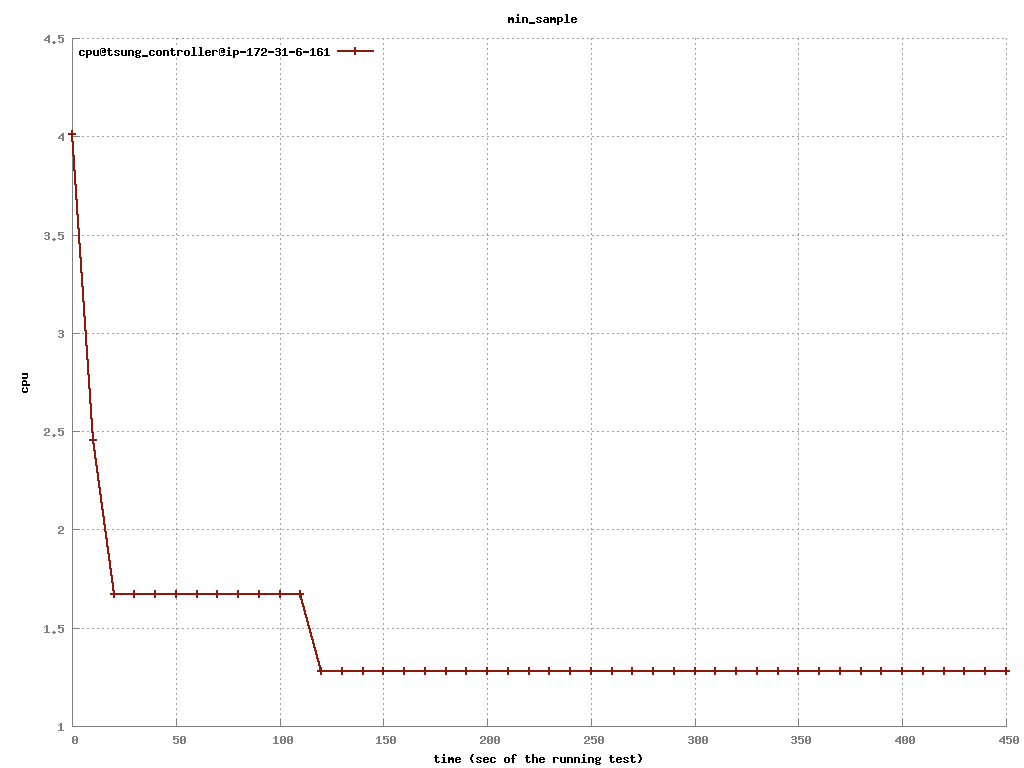 min_sample
4.5
cpu@tsung_controller@ip-172-31-6-161
4
3.5
3
cpu
2.5
2
1.5
1
0 50 100 150 200 250 300 350 400 450
time (sec of the running test)